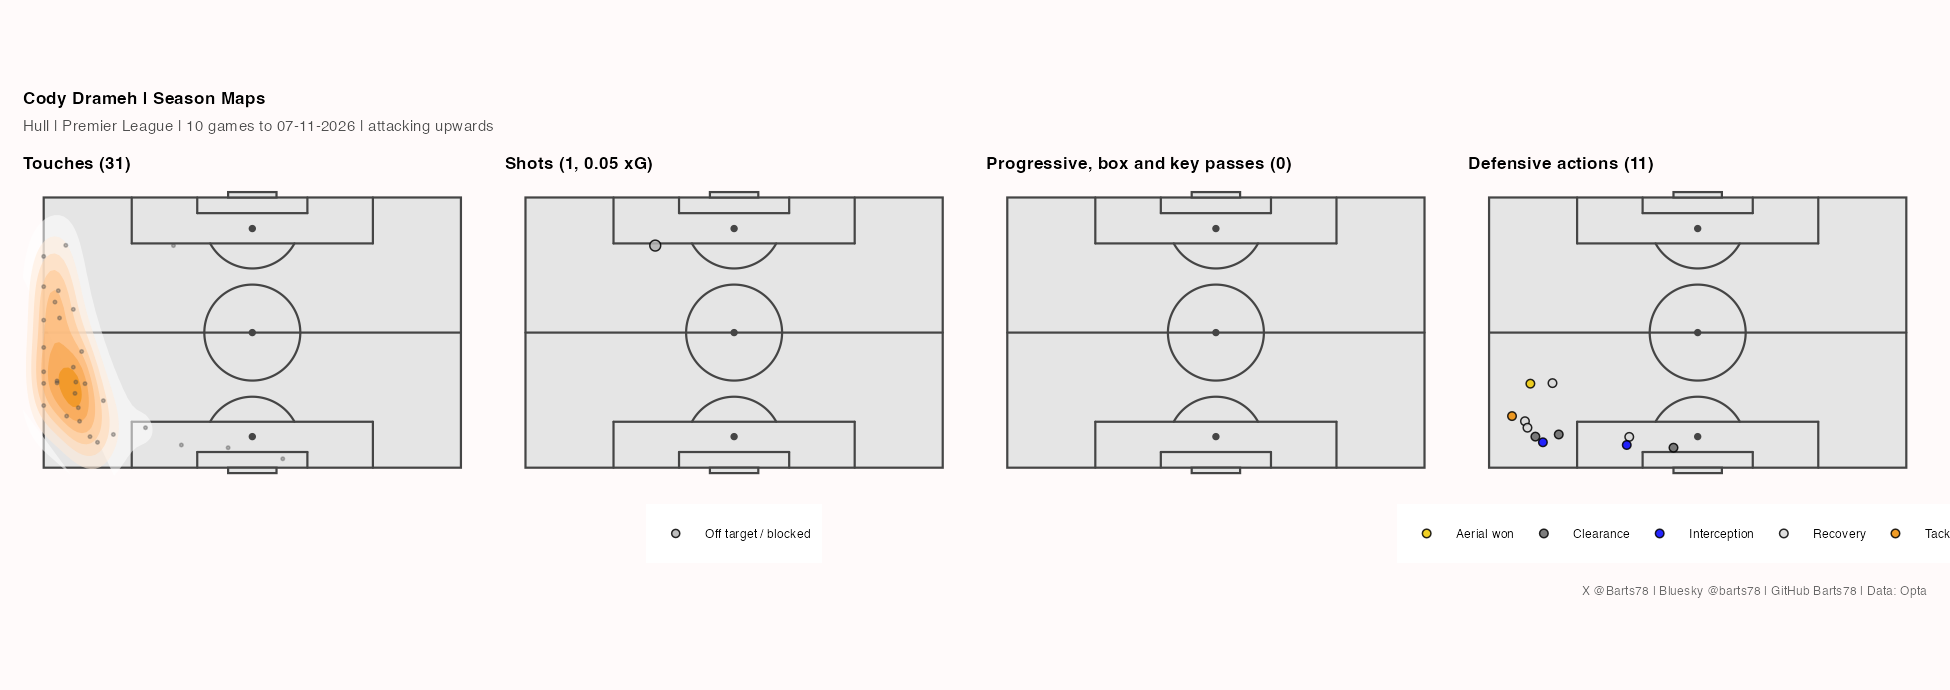 Cody Drameh | Season Maps
Hull | Premier League | 10 games to 07-11-2026 | attacking upwards
Touches (31)
Shots (1, 0.05 xG)
Progressive, box and key passes (0)
Defensive actions (11)
Off target / blocked
Aerial won
Clearance
Interception
Recovery
Tack
X @Barts78 | Bluesky @barts78 | GitHub Barts78 | Data: Opta